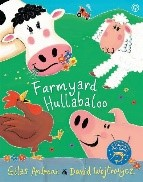 Farmyard
Hullabaloo
Giles Andreae
David Wojtowycz